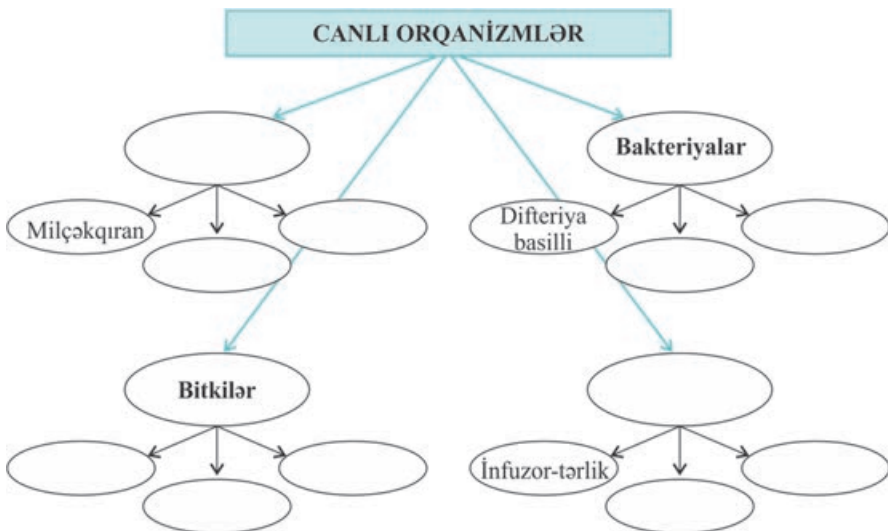 CANLI ORQANİZMLƏR
Bakteriyalar
Milçəkqıran
Difteriya
basilli
Bitkilər
İnfuzor-tərlik